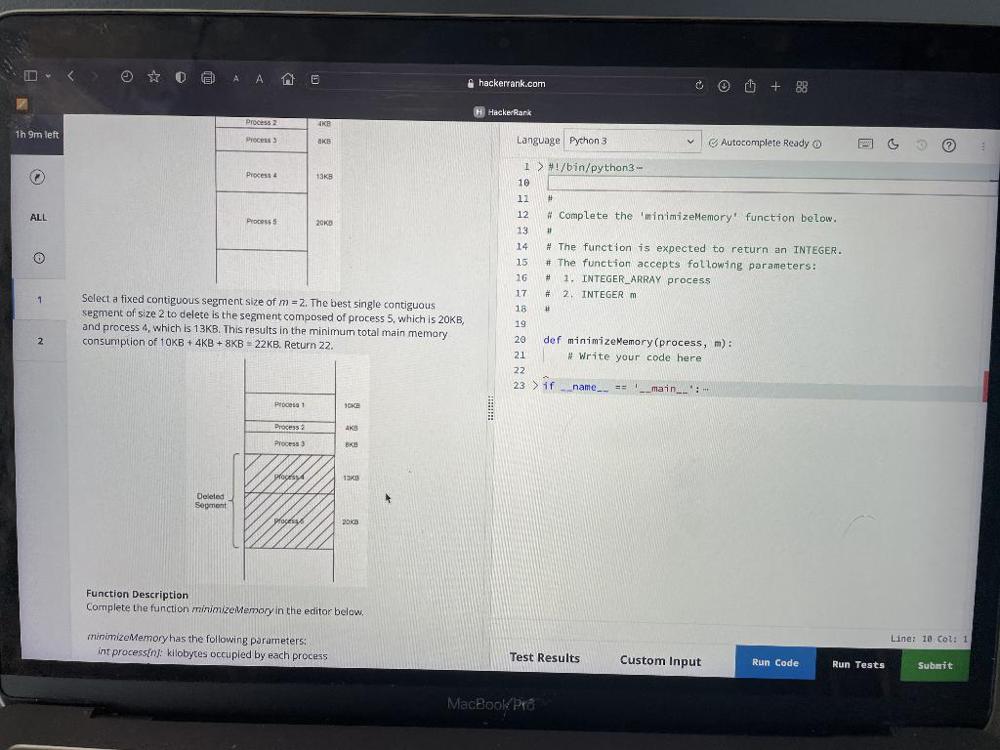 hackerrank.com
H HackerRank
1h 9m left
ALL
1
2
Process 2 4KB
Process 3 8KB
Process 4 13KB
Process 5 20KB
Select a fixed contiguous segment size of m = 2. The best single contiguous
segment of size 2 to delete is the segment composed of process 5, which is 20KB,
and process 4, which is 13KB. This results in the minimum total main memory
consumption of 10KB + 4KB + 8KB = 22KB. Return 22.
Process 1 10KB
Process 2 4KB
Process 3 8KB
Process 4 13KB
Deleted
Segment
Process 5 20KB
Function Description
Complete the function minimizeMemory in the editor below.
minimizeMemory has the following parameters:
int process[n]: kilobytes occupied by each process
Language Python 3 Autocomplete Ready
1 > #!/bin/python3
10
11 #
12 # Complete the 'minimizeMemory' function below.
13 #
14 # The function is expected to return an INTEGER.
15 # The function accepts following parameters:
16 # 1. INTEGER_ARRAY process
17 # 2. INTEGER m
18 #
19
20 def minimizeMemory(process, m):
21 # Write your code here
22
23 > if __name__ == '__main__':
Line: 10 Col: 1
Test Results Custom Input Run Code Run Tests Submit
MacBook Pro